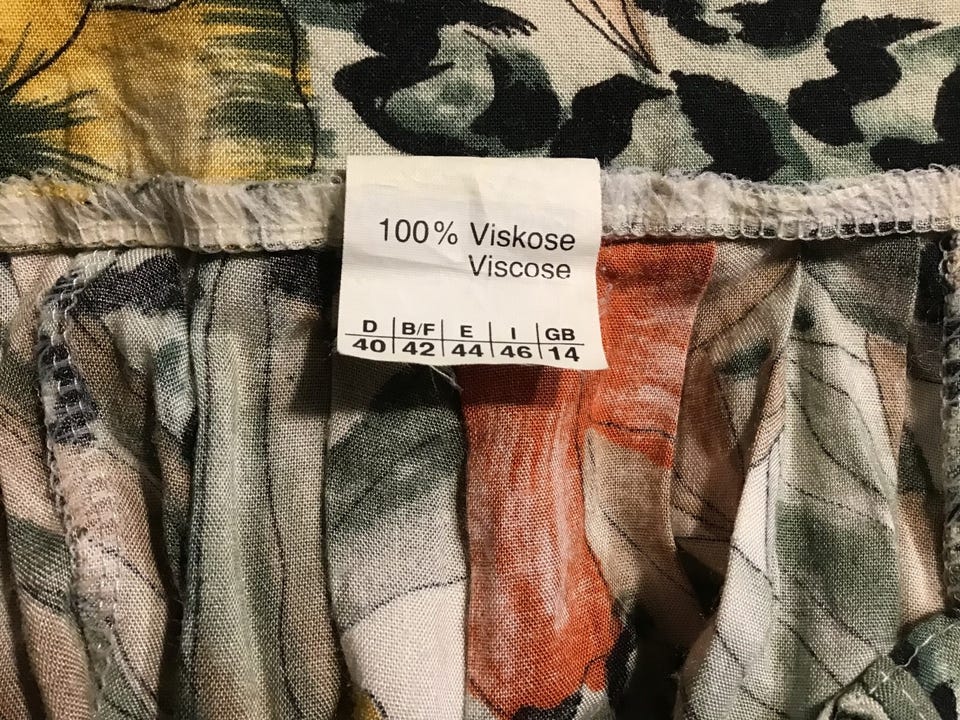 100% Viskose
Viscose
D B/F E I GB
40 42 44 46 14